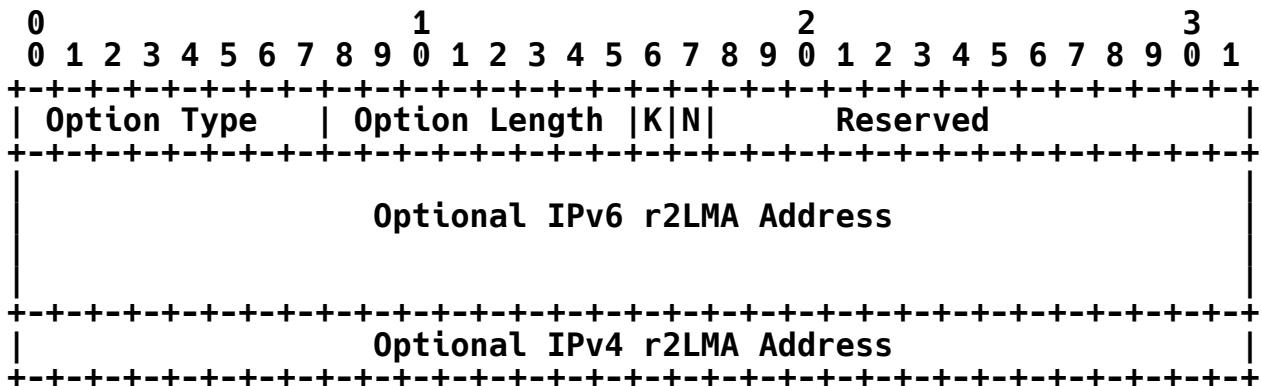 0                   1                   2                   3
 0 1 2 3 4 5 6 7 8 9 0 1 2 3 4 5 6 7 8 9 0 1 2 3 4 5 6 7 8 9 0 1
+-+-+-+-+-+-+-+-+-+-+-+-+-+-+-+-+-+-+-+-+-+-+-+-+-+-+-+-+-+-+-+-+
| Option Type   | Option Length |K|N|      Reserved             |
+-+-+-+-+-+-+-+-+-+-+-+-+-+-+-+-+-+-+-+-+-+-+-+-+-+-+-+-+-+-+-+-+
|                                                               |
|                  Optional IPv6 r2LMA Address                  |
|                                                               |
|                                                               |
+-+-+-+-+-+-+-+-+-+-+-+-+-+-+-+-+-+-+-+-+-+-+-+-+-+-+-+-+-+-+-+-+
|                  Optional IPv4 r2LMA Address                  |
+-+-+-+-+-+-+-+-+-+-+-+-+-+-+-+-+-+-+-+-+-+-+-+-+-+-+-+-+-+-+-+-+